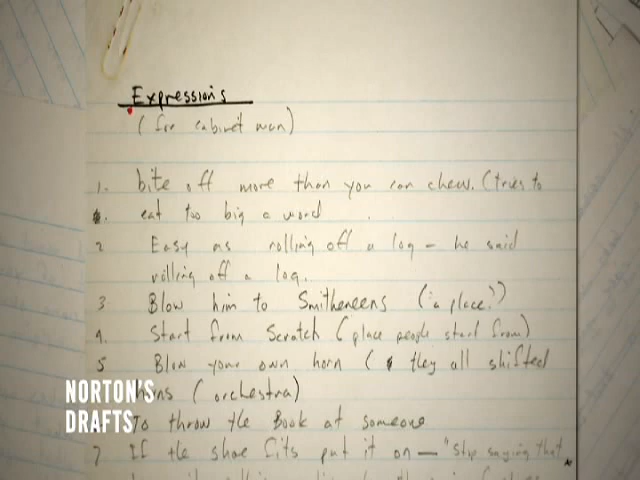 Expressions
(for cabinet man)
1. bite off more than you can chew. (tries to
eat too big a word
2 Easy as rolling off a log - he said
rolling off a log.
3 Blow him to Smitheneens ("a place?")
4. Start from Scratch (place people start from)
5 Blow your own horn ( they all shifted
horns (orchestra)
To throw the Book at someone
7 If the shoe fits put it on — "Stop saying that
NORTON'S
DRAFTS